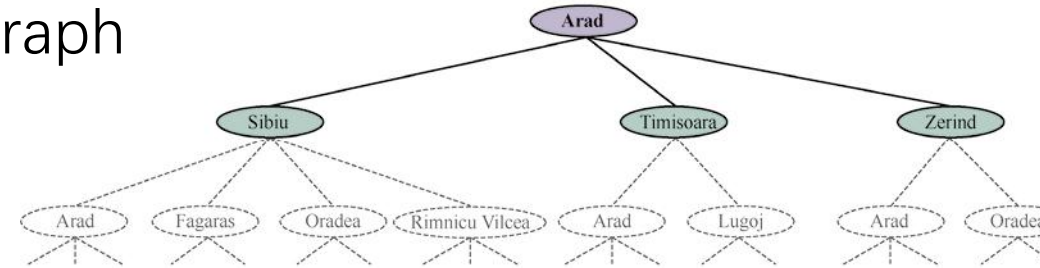 raph
Arad
Sibiu Timisoara Zerind
Arad Fagaras Oradea Rimnicu Vilcea Arad Lugoj Arad Oradea